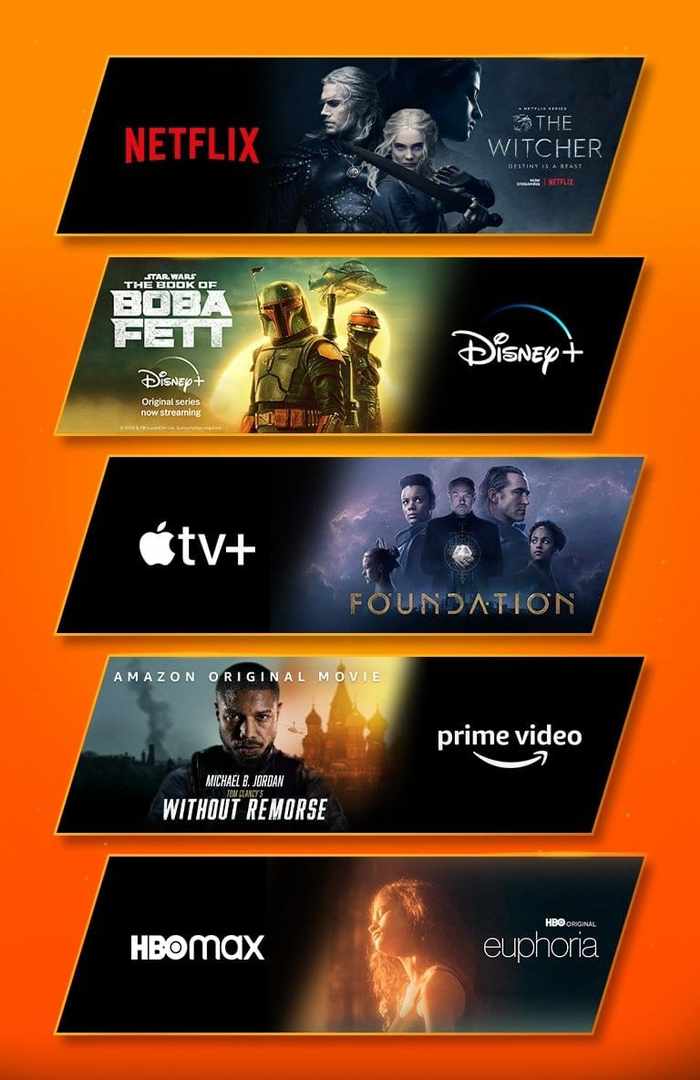 NETFLIX
A NETFLIX SERIES
THE
WITCHER
DESTINY IS A BEAST
NOW
STREAMING | NETFLIX
STAR WARS
THE BOOK OF
BOBA
FETT
Disney+
Original series
now streaming
Disney+
tv+
FOUNDATION
AMAZON ORIGINAL MOVIE
MICHAEL B. JORDAN
TOM CLANCY'S
WITHOUT REMORSE
prime video
HBOmax
HBO ORIGINAL
euphoria